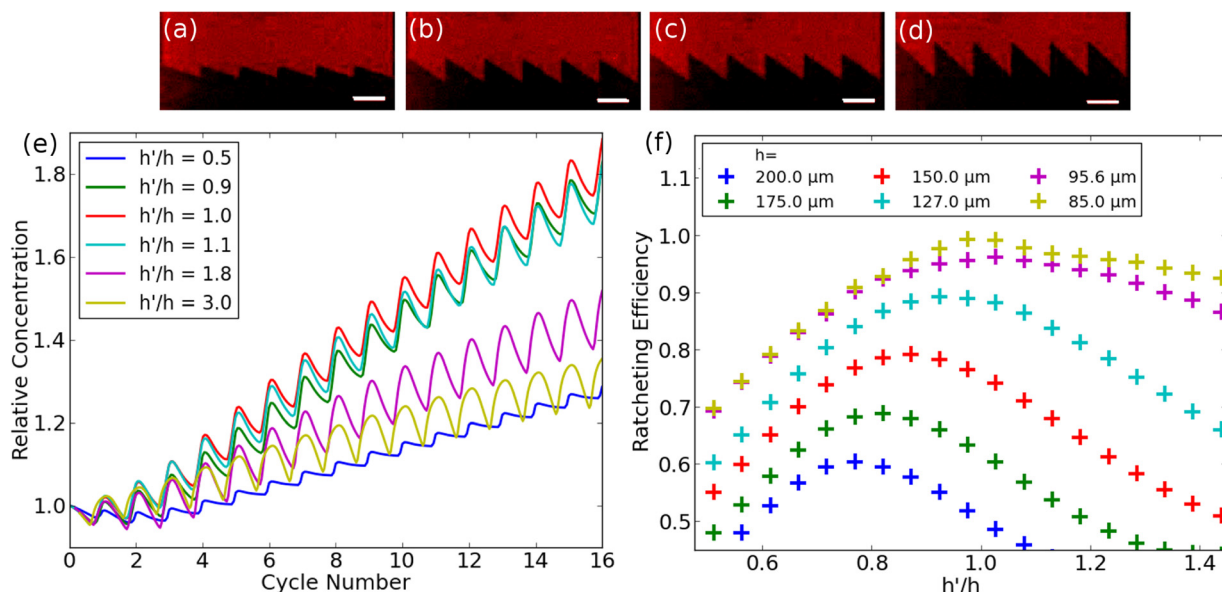 (a) (b) (c) (d)
(e)
h'/h = 0.5
h'/h = 0.9
h'/h = 1.0
h'/h = 1.1
h'/h = 1.8
h'/h = 3.0
Relative Concentration
1.8
1.6
1.4
1.2
1.0
0 2 4 6 8 10 12 14 16
Cycle Number
(f)
h=
200.0 μm 150.0 μm 95.6 μm
175.0 μm 127.0 μm 85.0 μm
Ratcheting Efficiency
1.1
1.0
0.9
0.8
0.7
0.6
0.5
0.6 0.8 1.0 1.2 1.4
h'/h